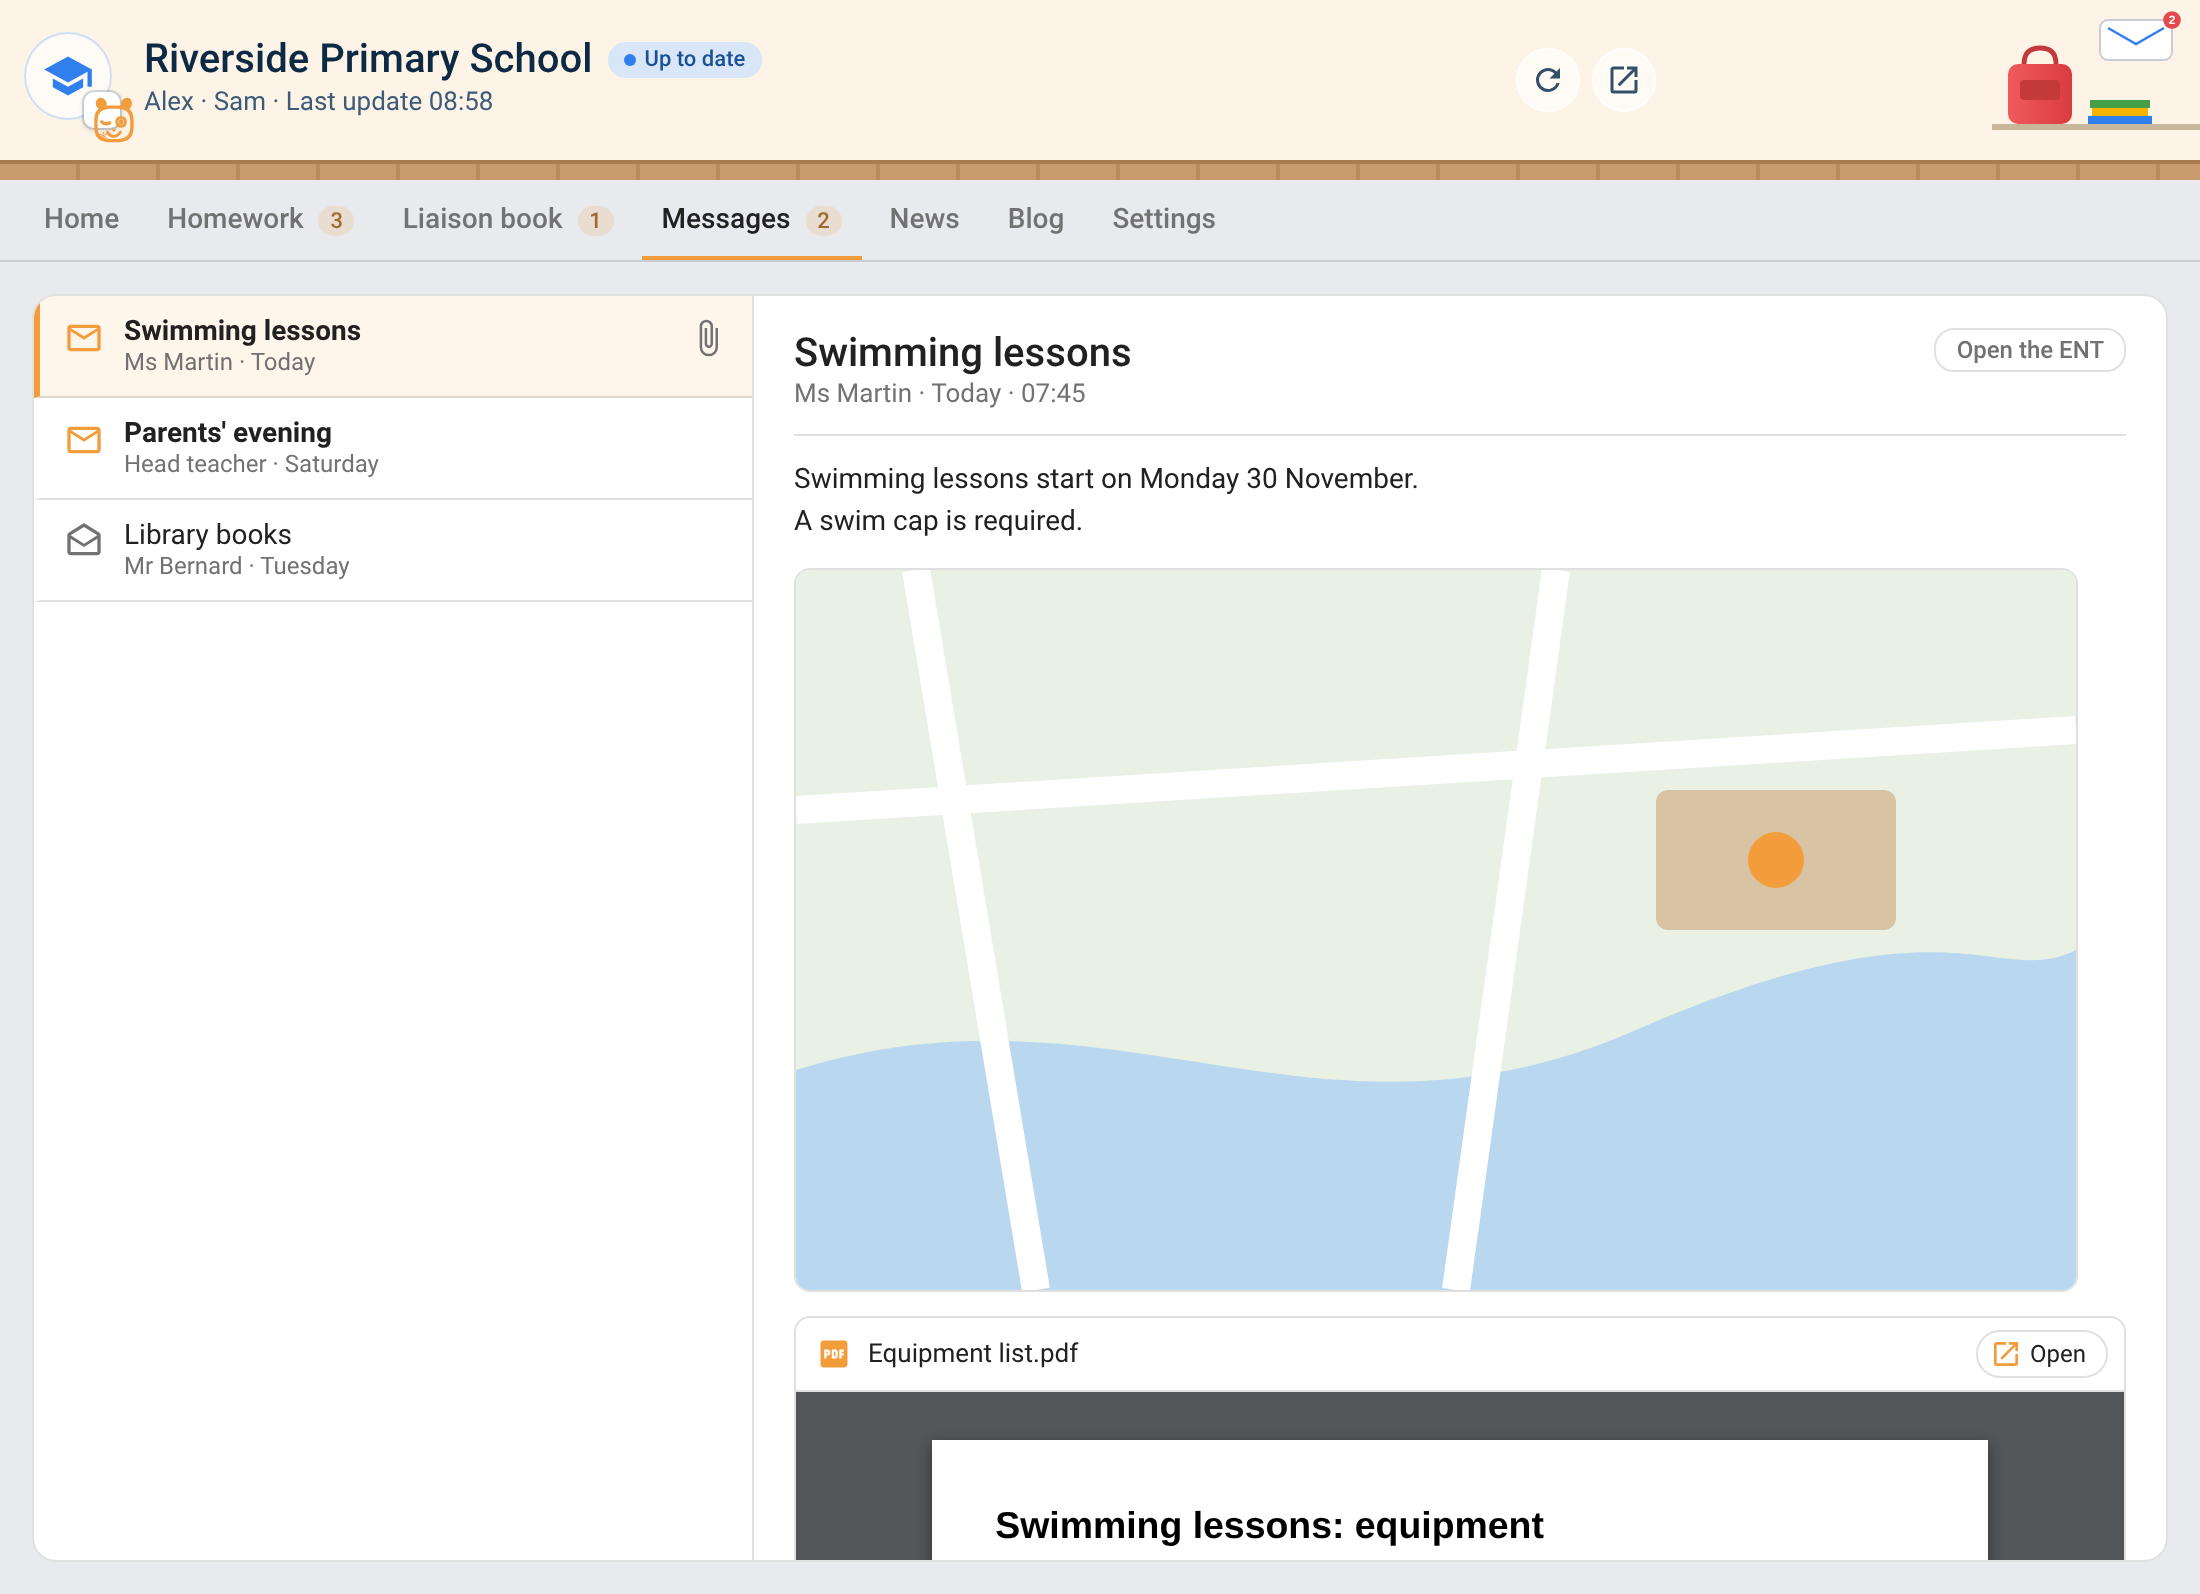 Riverside Primary School
Up to date
Alex · Sam · Last update 08:58
2
Home
Homework 3
Liaison book 1
Messages 2
News
Blog
Settings
Swimming lessons
Ms Martin · Today
Parents' evening
Head teacher · Saturday
Library books
Mr Bernard · Tuesday
Swimming lessons
Open the ENT
Ms Martin · Today · 07:45
Swimming lessons start on Monday 30 November.
A swim cap is required.
PDF
Equipment list.pdf
Open
Swimming lessons: equipment